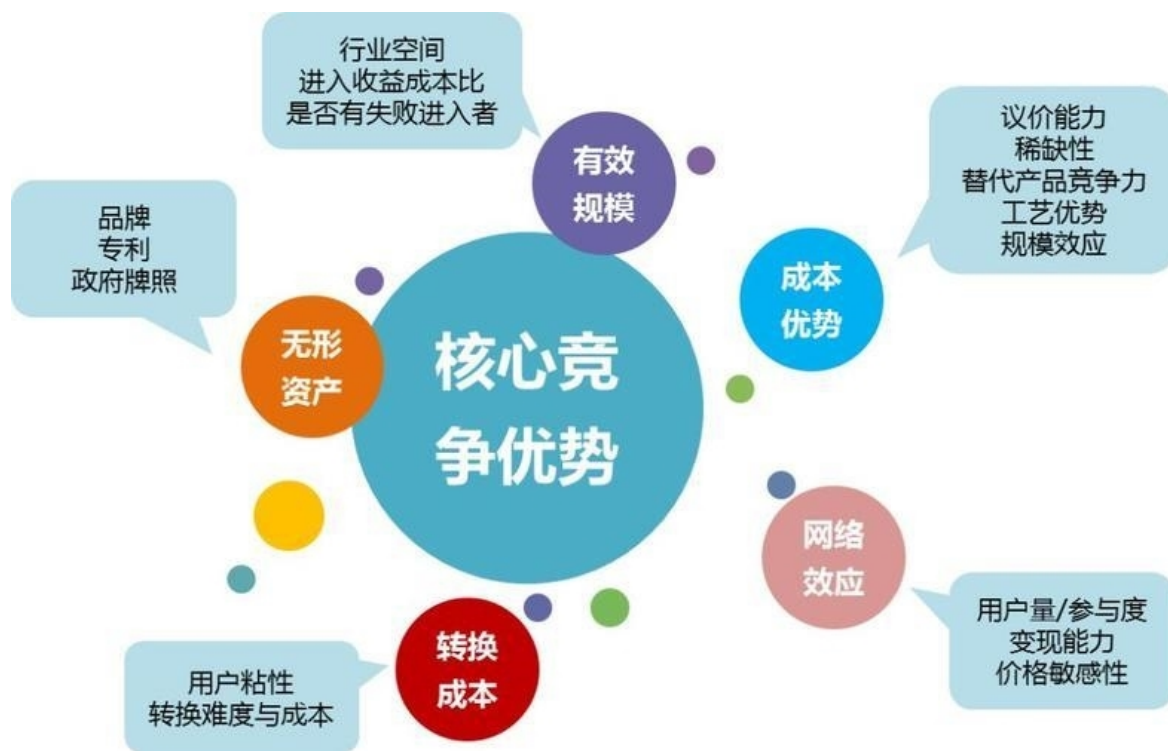 行业空间
进入收益成本比
是否有失败进入者
有效
规模
议价能力
稀缺性
替代产品竞争力
工艺优势
规模效应
成本
优势
品牌
专利
政府牌照
无形
资产
核心竞
争优势
网络
效应
用户量/参与度
变现能力
价格敏感性
转换
成本
用户粘性
转换难度与成本